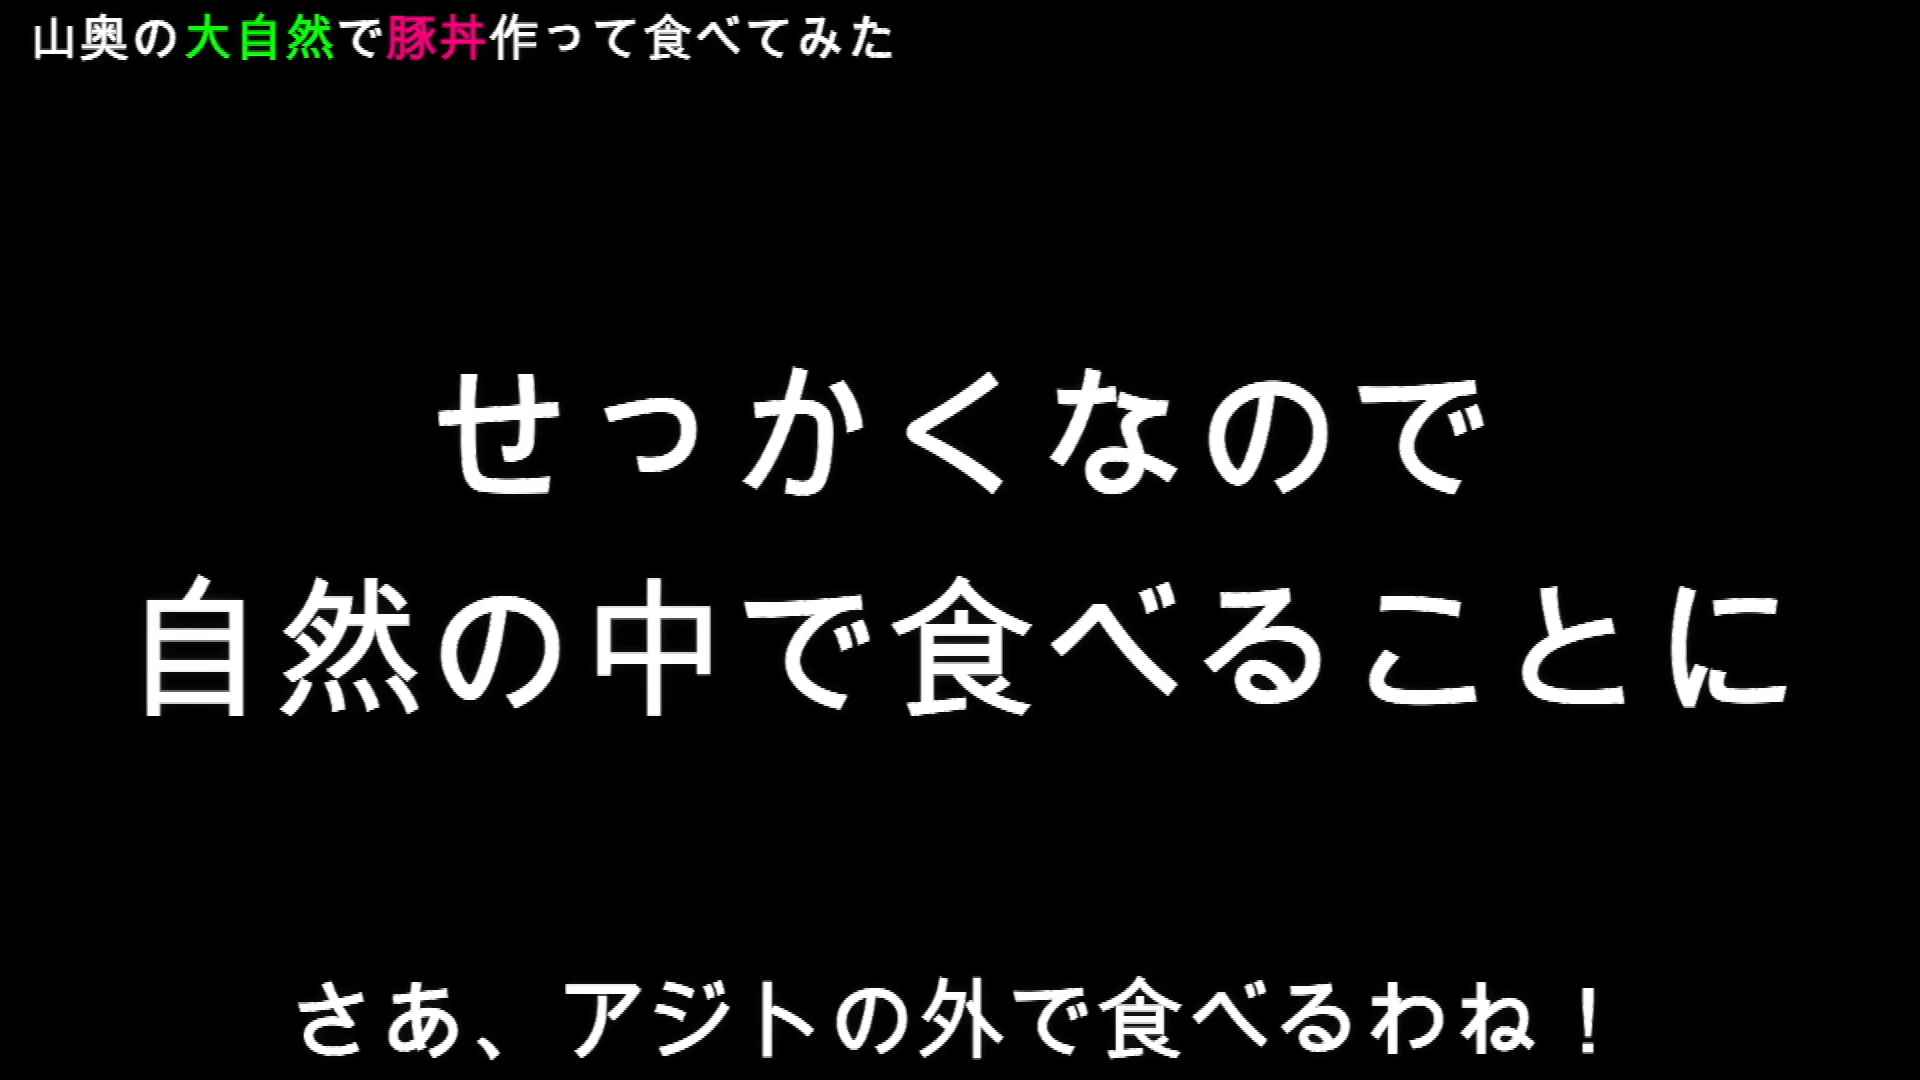 山奥の大自然で豚丼作って食べてみた
せっかくなので
自然の中で食べることに
さあ、アジトの外で食べるわね！